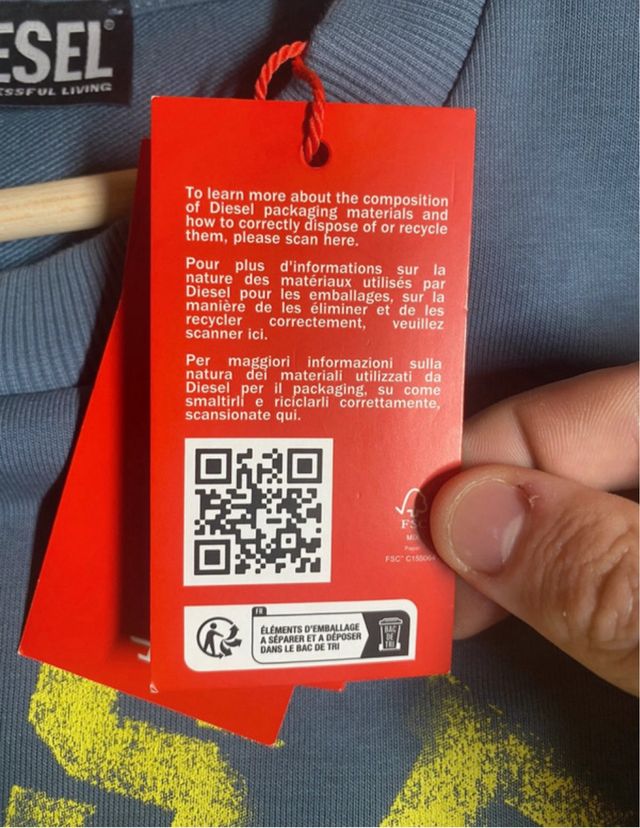 ESEL®
ESSFUL LIVING
To learn more about the composition
of Diesel packaging materials and
how to correctly dispose of or recycle
them, please scan here.
Pour plus d'informations sur la
nature des matériaux utilisés par
Diesel pour les emballages, sur la
manière de les éliminer et de les
recycler correctement, veuillez
scanner ici.
Per maggiori informazioni sulla
natura dei materiali utilizzati da
Diesel per il packaging, su come
smaltirli e riciclarli correttamente,
scansionate qui.
FSC
Paper
FR
ÉLÉMENTS D'EMBALLAGE
A SÉPARER ET A DÉPOSER
DANS LE BAC DE TRI
BAC
DE
TRI